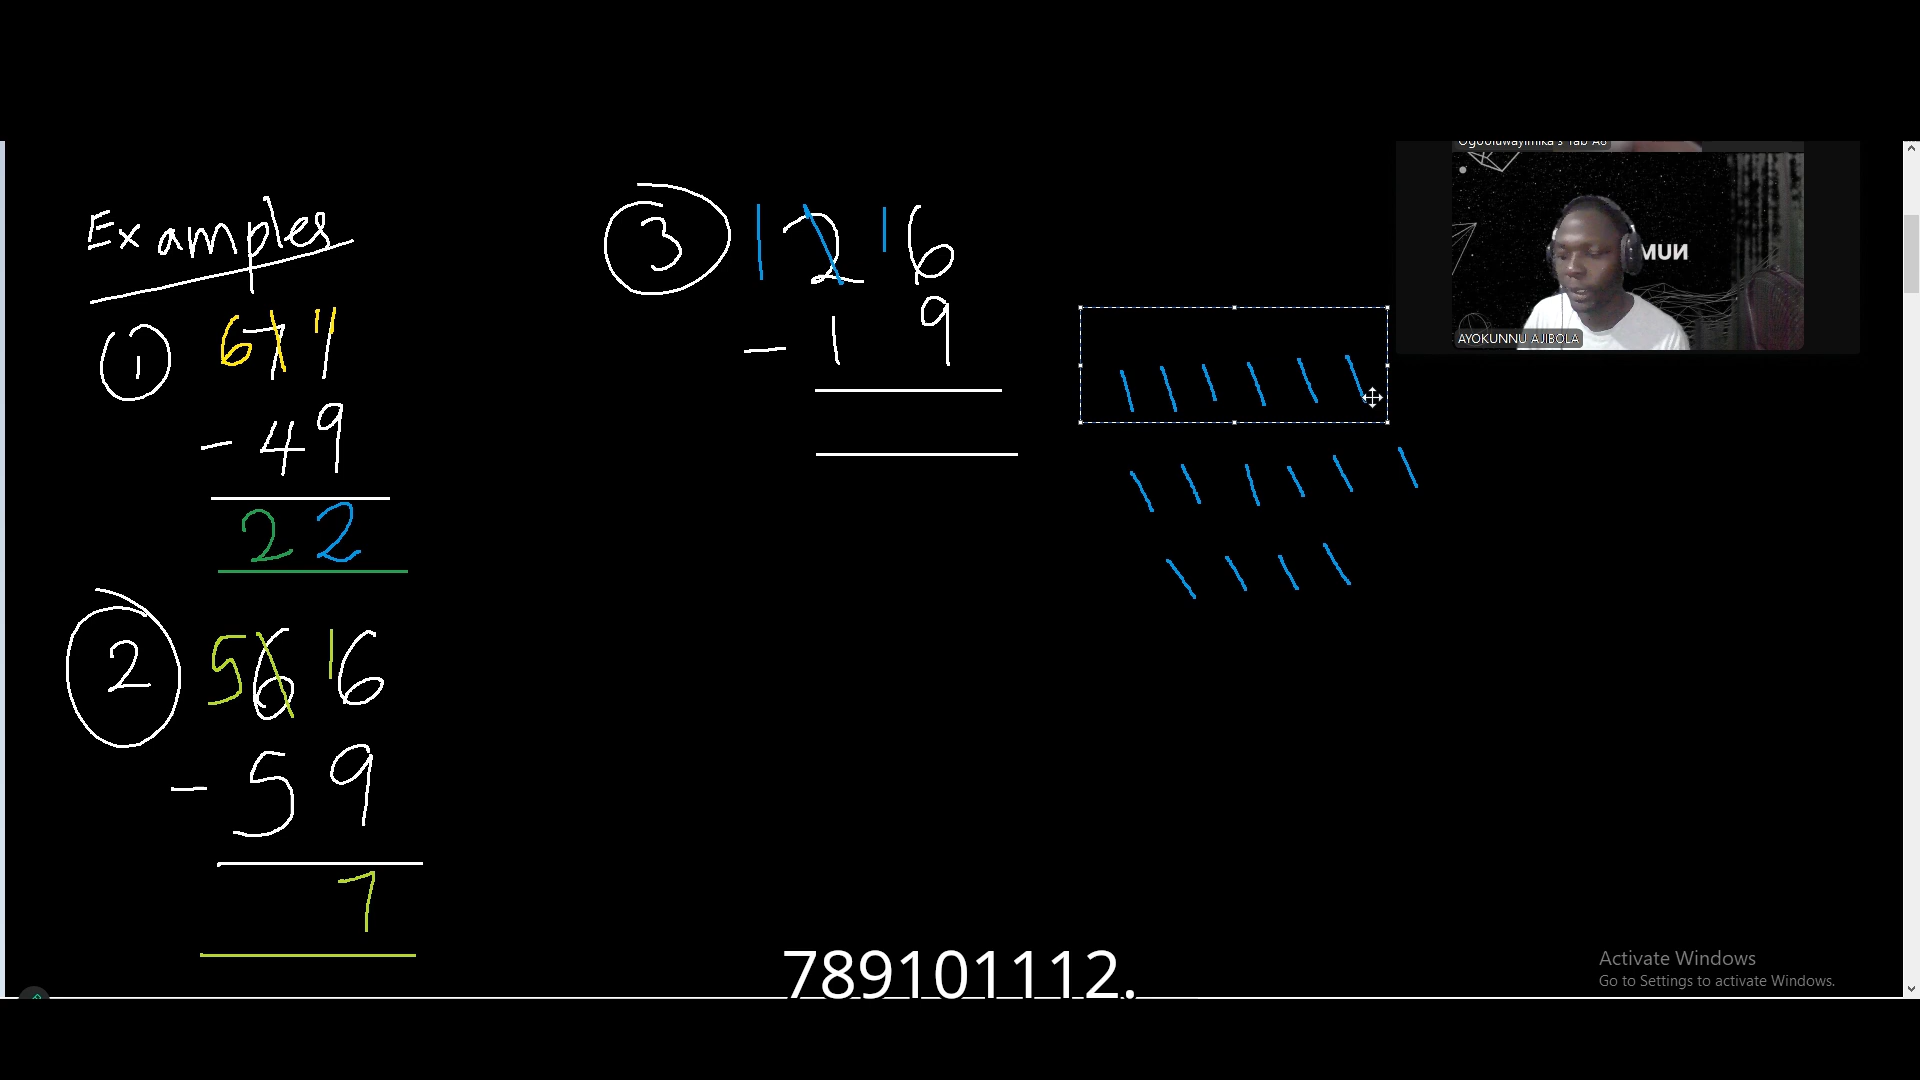 Examples
1
6 7 11
- 4 9
2 2
2
5 6 16
- 5 9
7
3
1 2 16
- 1 9
AYOKUNNU AJIBOLA
789101112.
Activate Windows
Go to Settings to activate Windows.